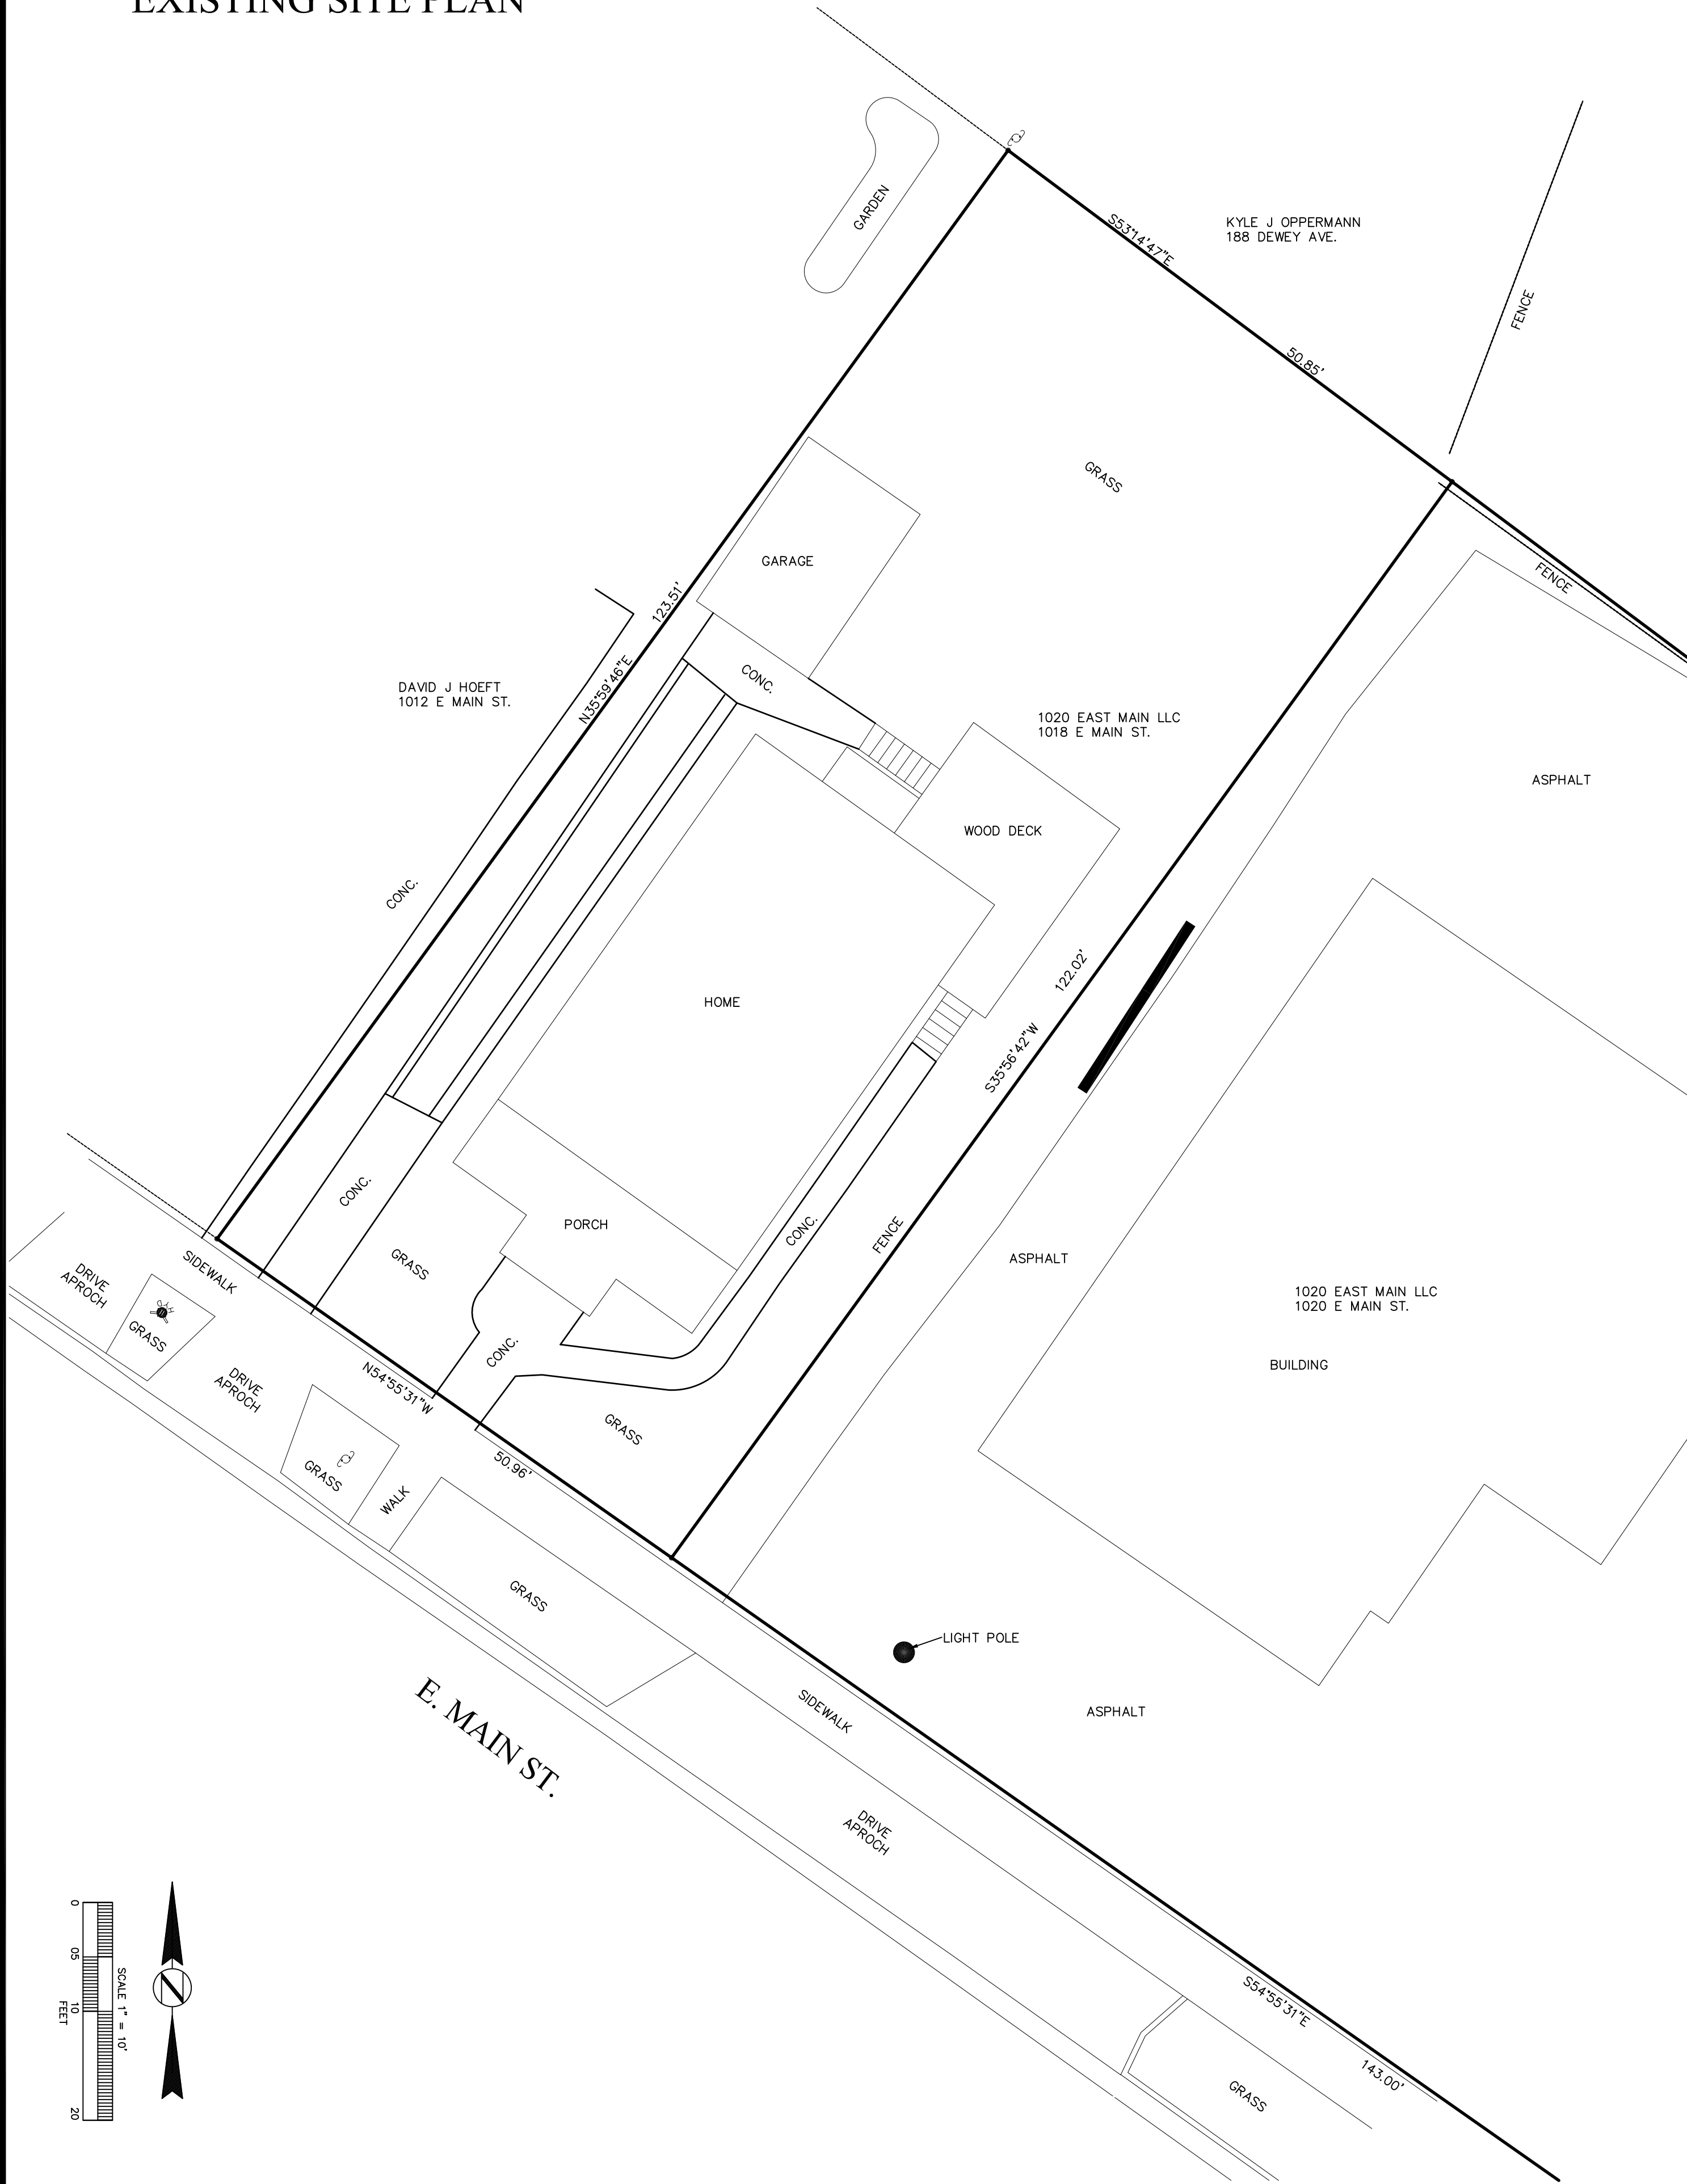 EXISTING SITE PLAN
GARDEN
KYLE J OPPERMANN
188 DEWEY AVE.
S53°14'47"E
50.85'
FENCE
GRASS
GARAGE
FENCE
123.51'
N35°59'46"E
CONC.
DAVID J HOEFT
1012 E MAIN ST.
1020 EAST MAIN LLC
1018 E MAIN ST.
ASPHALT
WOOD DECK
CONC.
HOME
122.02'
S35°56'42"W
CONC.
PORCH
CONC.
FENCE
GRASS
SIDEWALK
ASPHALT
DRIVE
APROCH
GRASS
1020 EAST MAIN LLC
1020 E MAIN ST.
CONC.
BUILDING
DRIVE
APROCH
N54°55'31"W
GRASS
50.96'
GRASS
WALK
GRASS
LIGHT POLE
SIDEWALK
ASPHALT
E. MAIN ST.
DRIVE
APROCH
S54°55'31"E
143.00'
GRASS
N
SCALE 1" = 10'
0 05 10 20
FEET